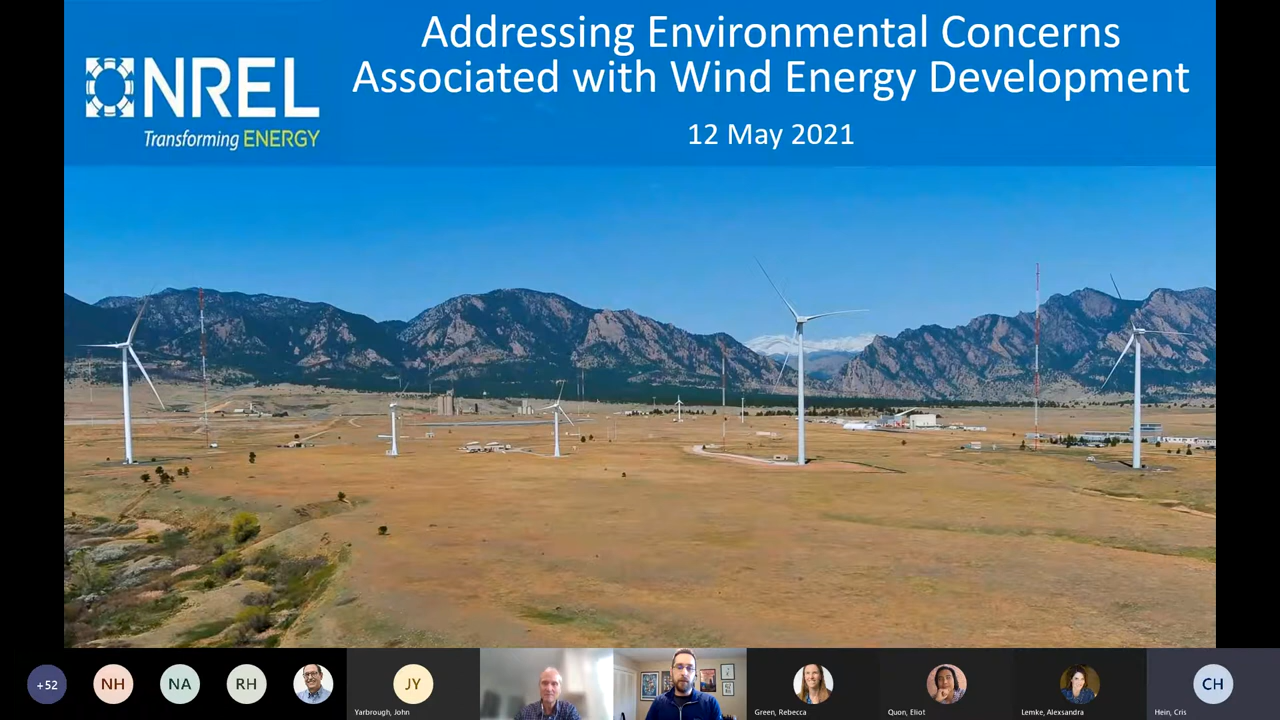 Addressing Environmental Concerns
Associated with Wind Energy Development
12 May 2021
NREL
Transforming ENERGY
+52
NH
NA
RH
JY
CH
Yarbrough, John
Green, Rebecca
Quon, Eliot
Lemke, Alexsandra
Hein, Cris